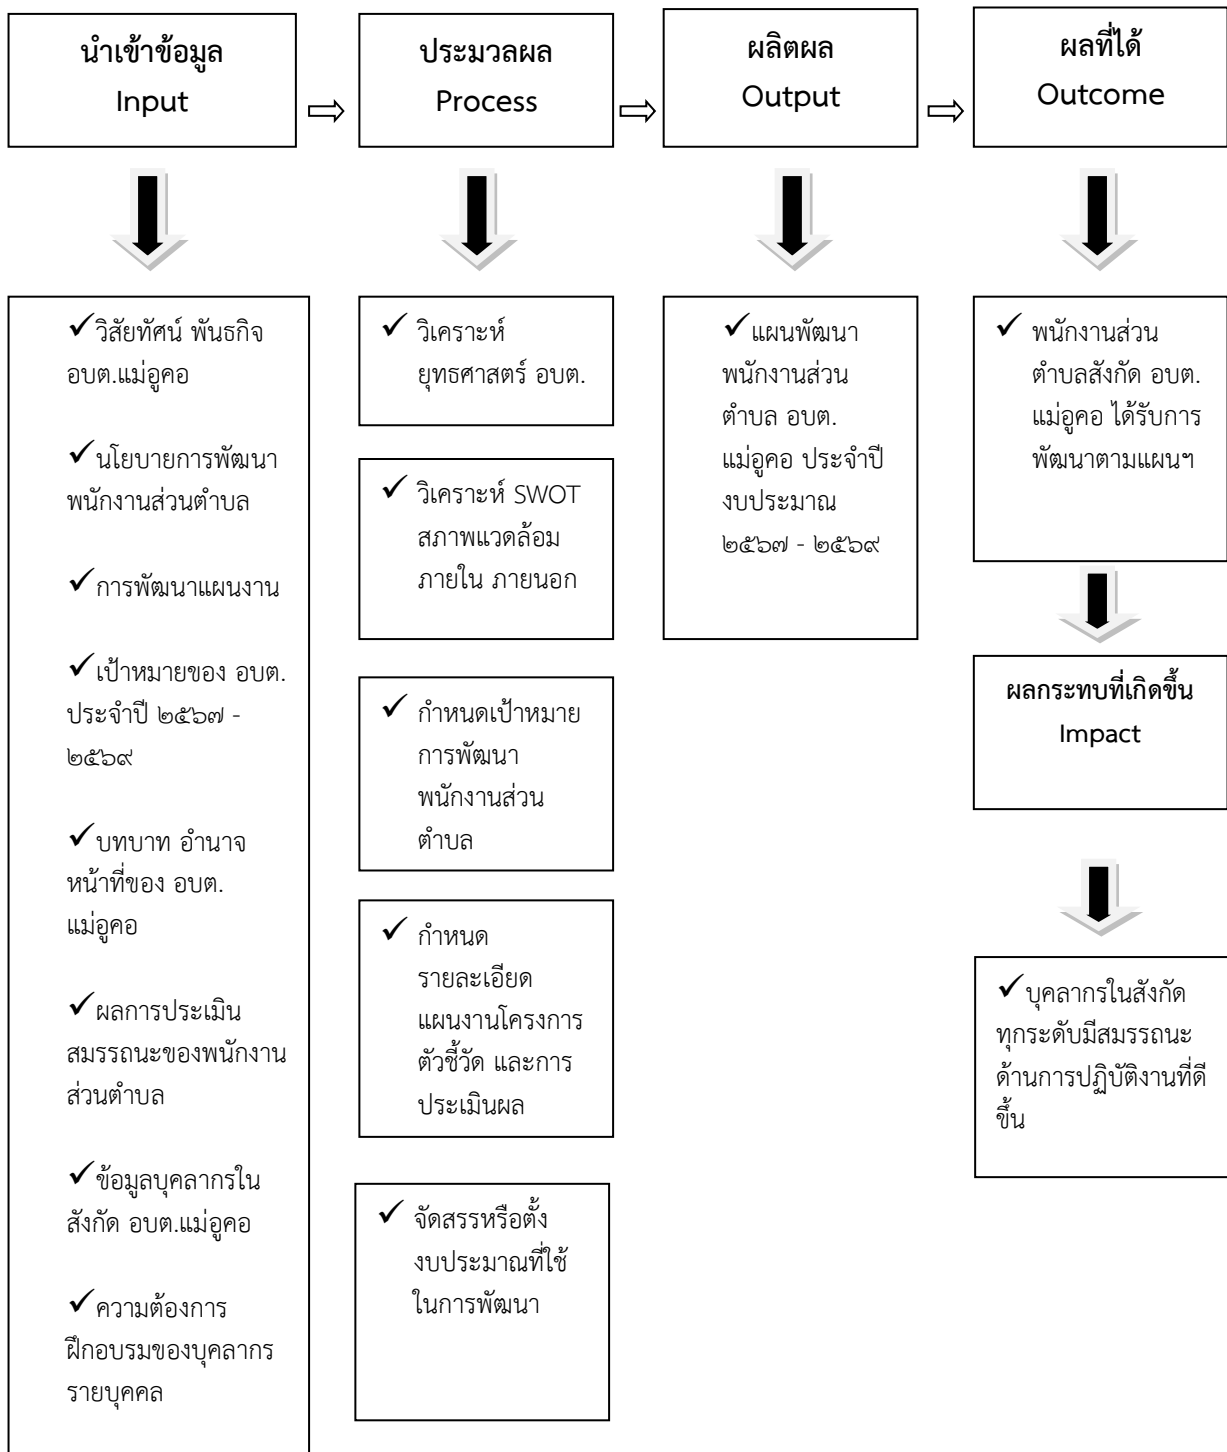 นำเข้าข้อมูล
Input
ประมวลผล
Process
ผลิตผล
Output
ผลที่ได้
Outcome
✓วิสัยทัศน์ พันธกิจ
อบต.แม่อูคอ
✓นโยบายการพัฒนา
พนักงานส่วนตำบล
✓การพัฒนาแผนงาน
✓เป้าหมายของ อบต.
ประจำปี ๒๕๖๗ -
๒๕๖๙
✓บทบาท อำนาจ
หน้าที่ของ อบต.
แม่อูคอ
✓ผลการประเมิน
สมรรถนะของพนักงาน
ส่วนตำบล
✓ข้อมูลบุคลากรใน
สังกัด อบต.แม่อูคอ
✓ความต้องการ
ฝึกอบรมของบุคลากร
รายบุคคล
✓ วิเคราะห์
ยุทธศาสตร์ อบต.
✓ วิเคราะห์ SWOT
สภาพแวดล้อม
ภายใน ภายนอก
✓ กำหนดเป้าหมาย
การพัฒนา
พนักงานส่วน
ตำบล
✓ กำหนด
รายละเอียด
แผนงานโครงการ
ตัวชี้วัด และการ
ประเมินผล
✓ จัดสรรหรือตั้ง
งบประมาณที่ใช้
ในการพัฒนา
✓แผนพัฒนา
พนักงานส่วน
ตำบล อบต.
แม่อูคอ ประจำปี
งบประมาณ
๒๕๖๗ - ๒๕๖๙
✓ พนักงานส่วน
ตำบลสังกัด อบต.
แม่อูคอ ได้รับการ
พัฒนาตามแผนฯ
ผลกระทบที่เกิดขึ้น
Impact
✓บุคลากรในสังกัด
ทุกระดับมีสมรรถนะ
ด้านการปฏิบัติงานที่ดี
ขึ้น